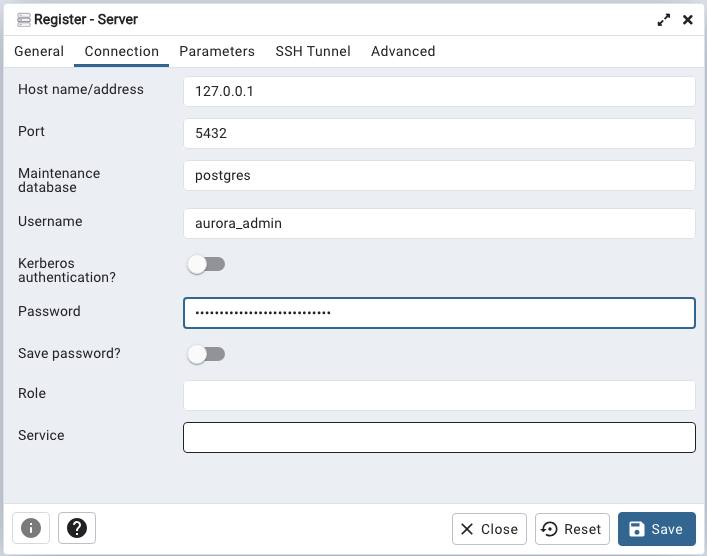 Register - Server
General Connection Parameters SSH Tunnel Advanced
Host name/address 127.0.0.1
Port 5432
Maintenance
database
postgres
Username aurora_admin
Kerberos
authentication?
Password ••••••••••••••••••••••••••••
Save password?
Role
Service
Close Reset Save